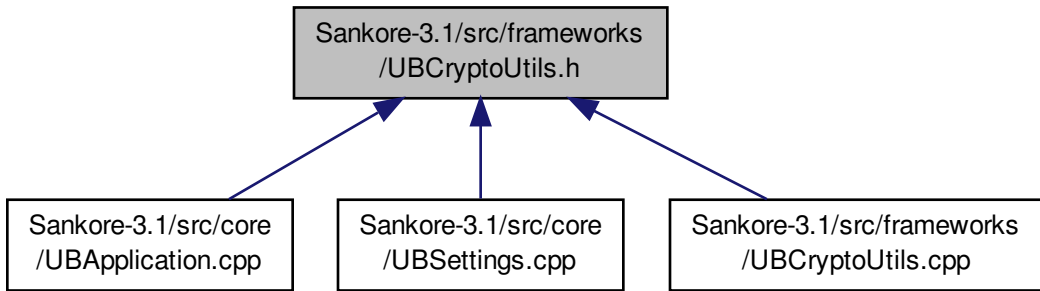 Sankore-3.1/src/frameworks
/UBCryptoUtils.h
Sankore-3.1/src/core
/UBApplication.cpp
Sankore-3.1/src/core
/UBSettings.cpp
Sankore-3.1/src/frameworks
/UBCryptoUtils.cpp